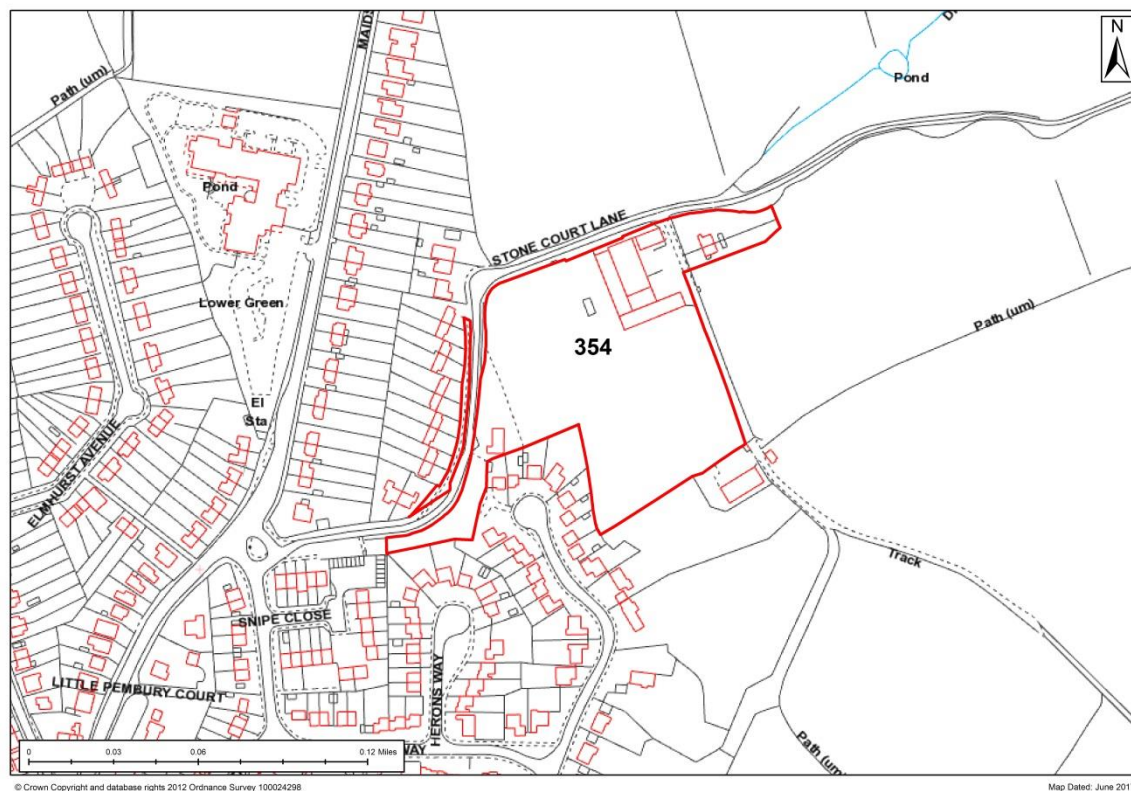 N
Path (um)
MAIDS
Pond
Pond
STONE COURT LANE
Lower Green
Path (um)
354
El
Sta
ELMHURST AVENUE
Track
SNIPE CLOSE
LITTLE PEMBURY COURT
HERONS WAY
WAY
Path (um)
0 0.03 0.06 0.12 Miles
© Crown Copyright and database rights 2012 Ordnance Survey 100024298
Map Dated: June 201